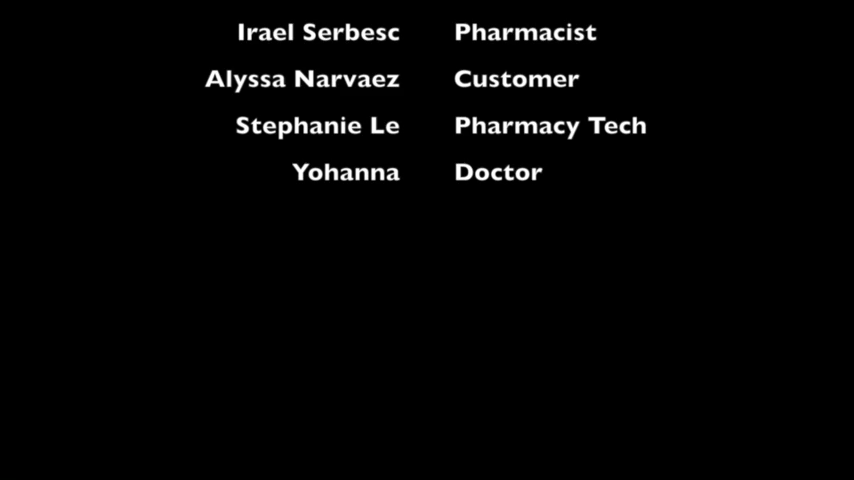 Irael Serbesc Pharmacist
Alyssa Narvaez Customer
Stephanie Le Pharmacy Tech
Yohanna Doctor